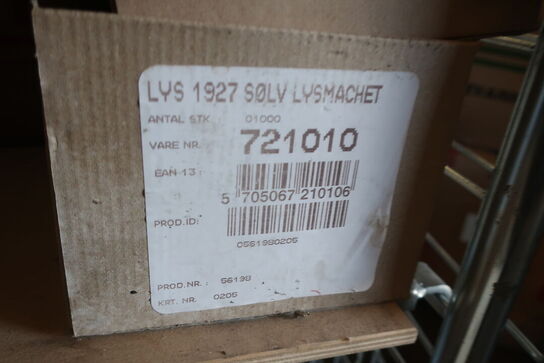 LYS 1927 SØLV LYSMACHET
ANTAL STK : 01000
VARE NR. 721010
EAN 13 :
5 705067 210106
PROD.ID:
0561980205
PROD.NR. : 56198
KRT. NR. 0205